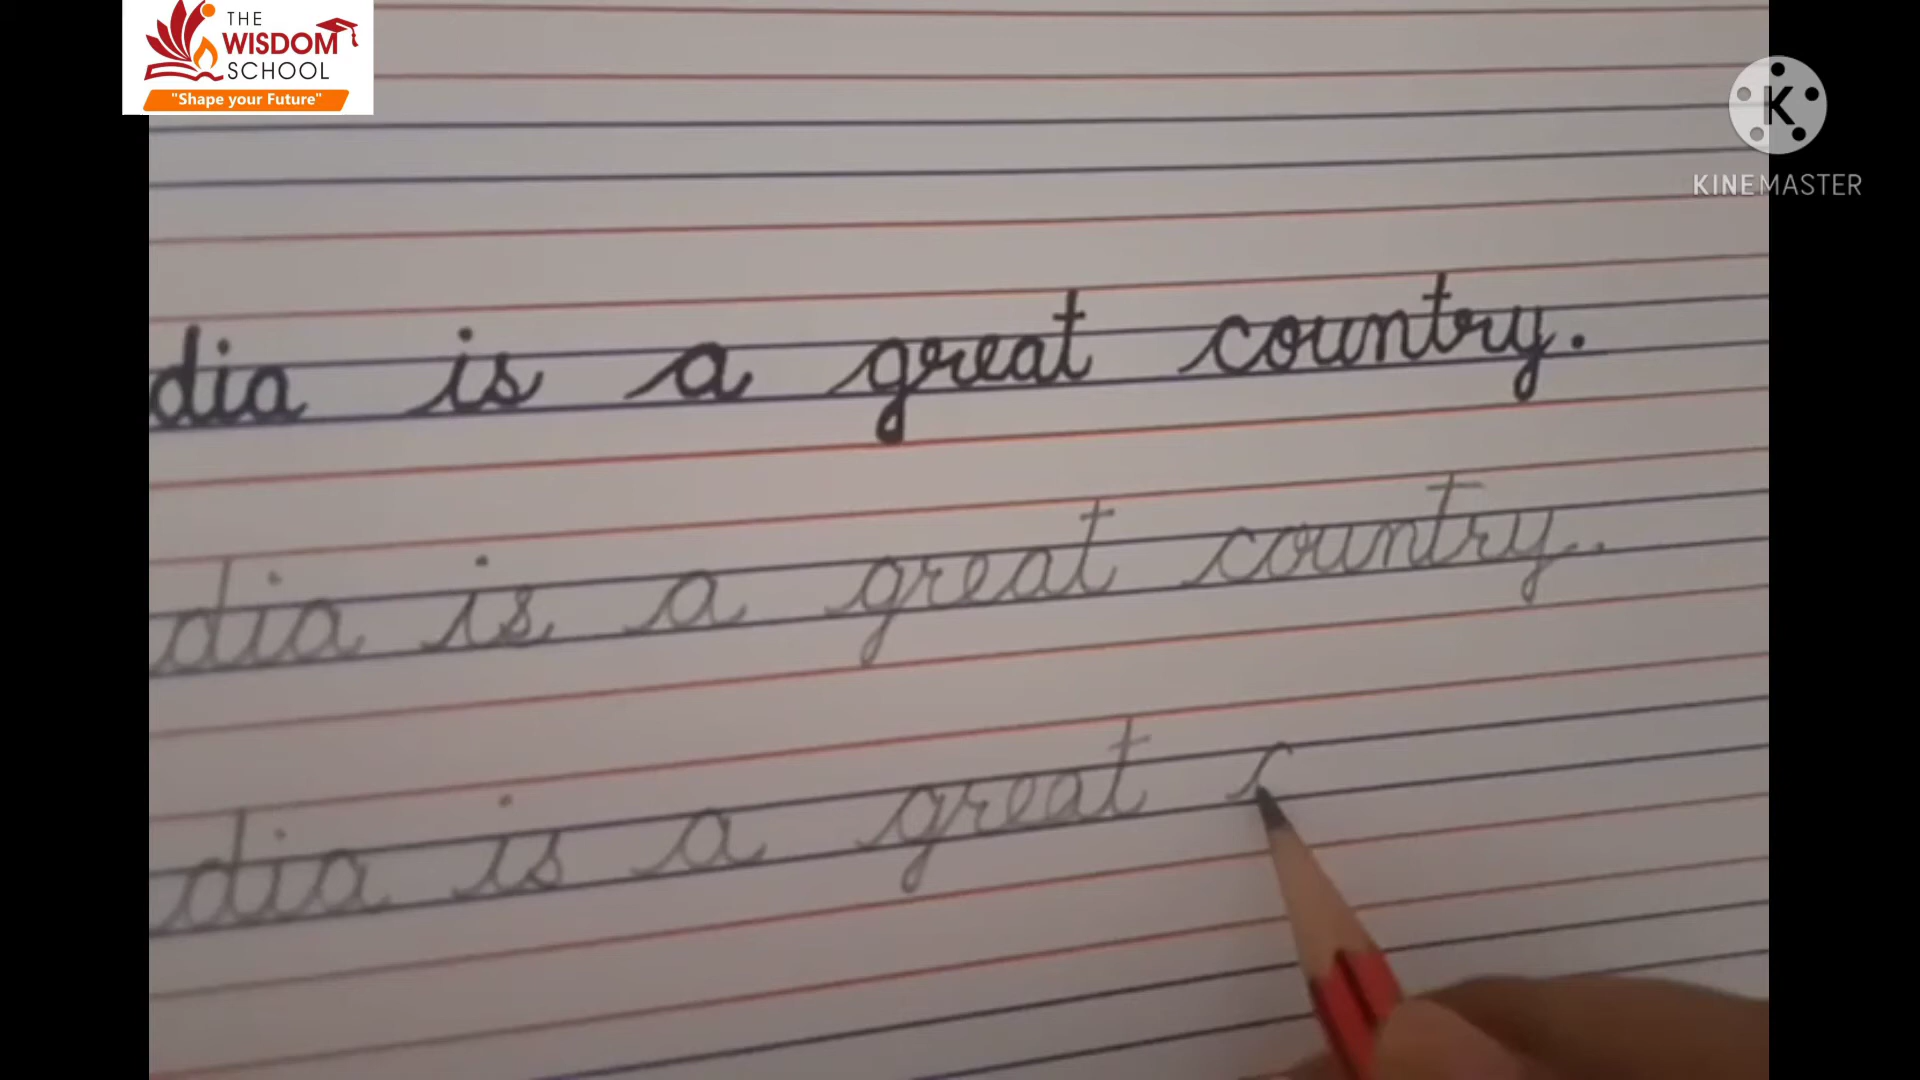 THE
WISDOM
SCHOOL
"Shape your Future"
K
KINEMASTER
dia is a great country.
dia is a great country.
dia is a great c